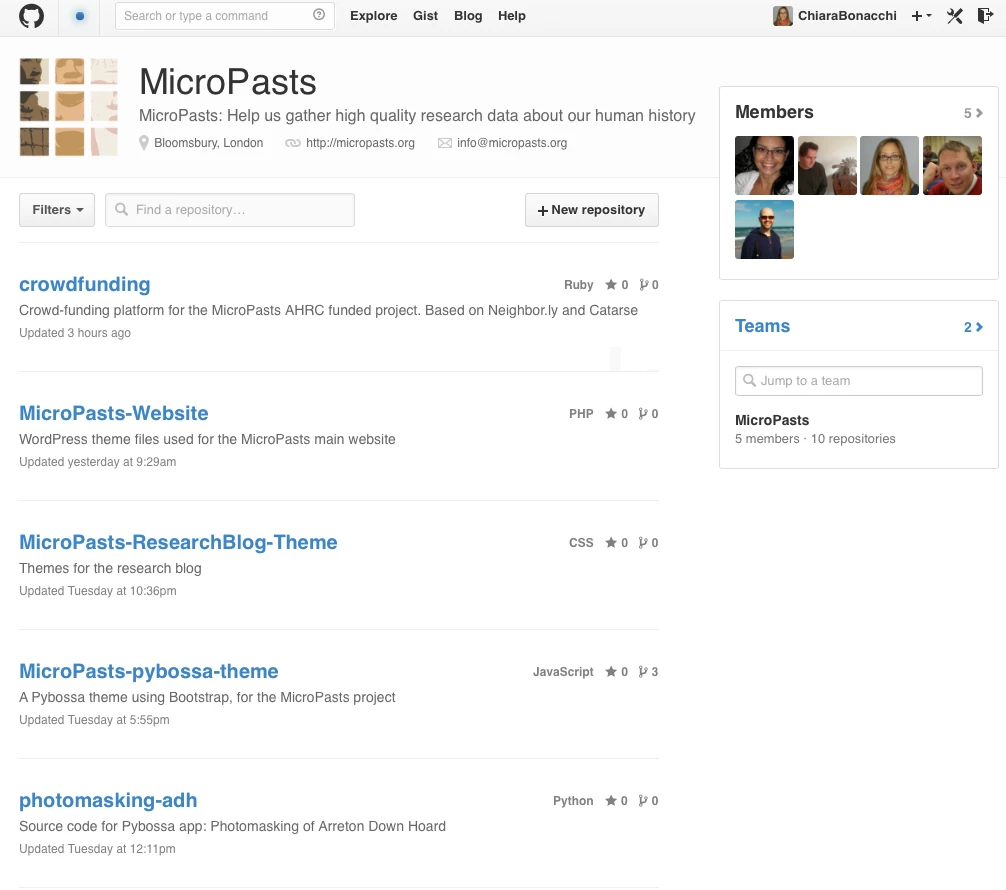 Search or type a command
Explore Gist Blog Help
ChiaraBonacchi
MicroPasts
MicroPasts: Help us gather high quality research data about our human history
Bloomsbury, London http://micropasts.org info@micropasts.org
Members 5
Filters Find a repository… New repository
crowdfunding Ruby 0 0
Crowd-funding platform for the MicroPasts AHRC funded project. Based on Neighbor.ly and Catarse
Updated 3 hours ago
Teams 2
Jump to a team
MicroPasts
5 members · 10 repositories
MicroPasts-Website PHP 0 0
WordPress theme files used for the MicroPasts main website
Updated yesterday at 9:29am
MicroPasts-ResearchBlog-Theme CSS 0 0
Themes for the research blog
Updated Tuesday at 10:36pm
MicroPasts-pybossa-theme JavaScript 0 3
A Pybossa theme using Bootstrap, for the MicroPasts project
Updated Tuesday at 5:55pm
photomasking-adh Python 0 0
Source code for Pybossa app: Photomasking of Arreton Down Hoard
Updated Tuesday at 12:11pm